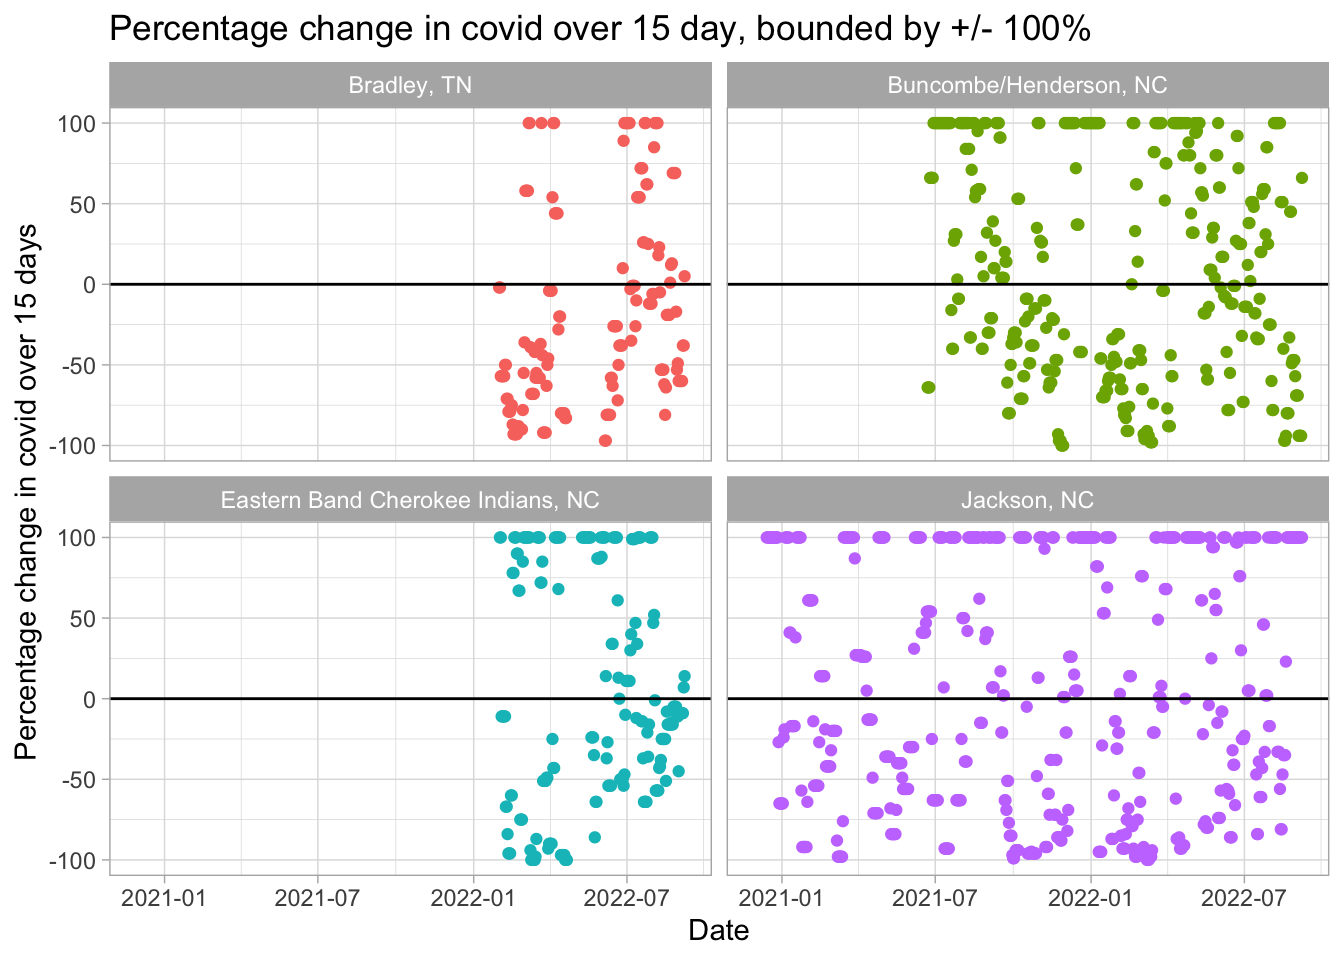 Percentage change in covid over 15 day, bounded by +/- 100%
Bradley, TN
Buncombe/Henderson, NC
100
50
0
-50
-100
Eastern Band Cherokee Indians, NC
Jackson, NC
100
50
0
-50
-100
Percentage change in covid over 15 days
2021-01
2021-07
2022-01
2022-07
2021-01
2021-07
2022-01
2022-07
Date